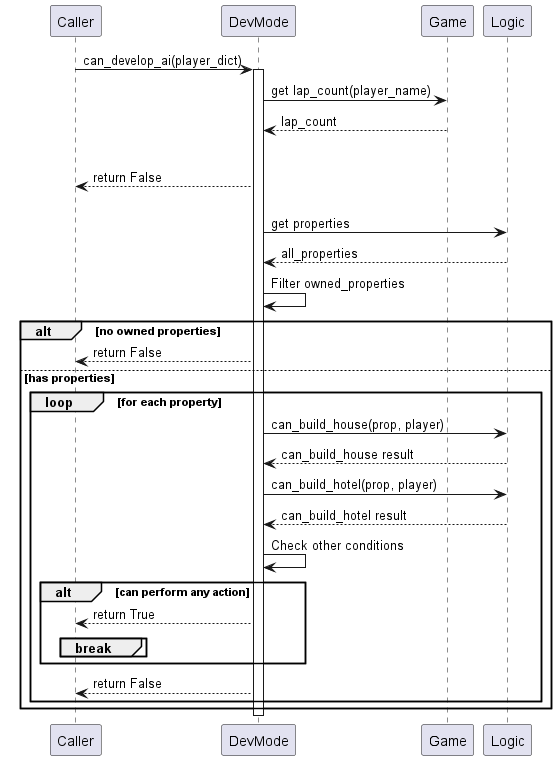 Caller DevMode Game Logic
can_develop_ai(player_dict)
get lap_count(player_name)
lap_count
return False
get properties
all_properties
Filter owned_properties
alt [no owned properties]
return False
[has properties]
loop [for each property]
can_build_house(prop, player)
can_build_house result
can_build_hotel(prop, player)
can_build_hotel result
Check other conditions
alt [can perform any action]
return True
break
return False
Caller DevMode Game Logic